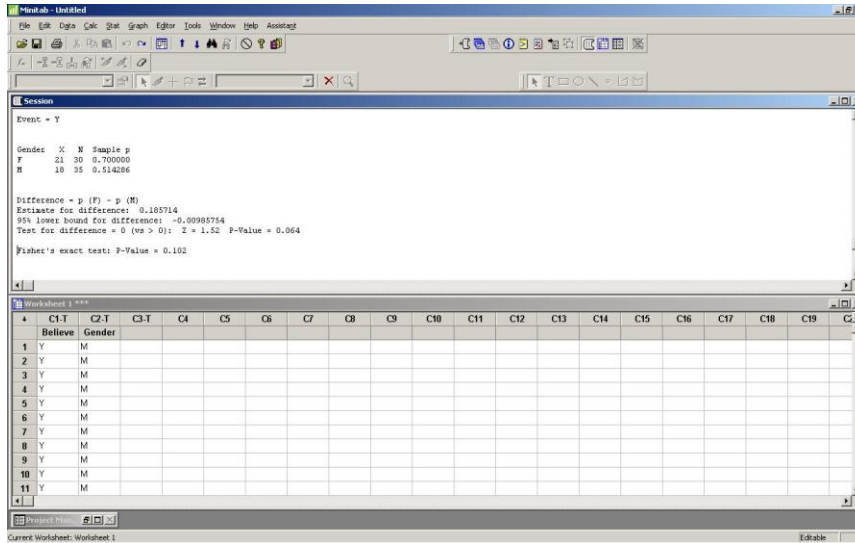 Minitab - Untitled
File Edit Data Calc Stat Graph Editor Tools Window Help Assistant
Session
Event = Y
Gender X N Sample p
F 21 30 0.700000
M 18 35 0.514286
Difference = p (F) - p (M)
Estimate for difference: 0.185714
95% lower bound for difference: -0.00985754
Test for difference = 0 (vs > 0): Z = 1.52 P-Value = 0.064
Fisher's exact test: P-Value = 0.102
Worksheet 1 ***
C1-T C2-T C3-T C4 C5 C6 C7 C8 C9 C10 C11 C12 C13 C14 C15 C16 C17 C18 C19
Believe Gender
1 Y M
2 Y M
3 Y M
4 Y M
5 Y M
6 Y M
7 Y M
8 Y M
9 Y M
10 Y M
11 Y M
Project Man...
Current Worksheet: Worksheet 1 Editable